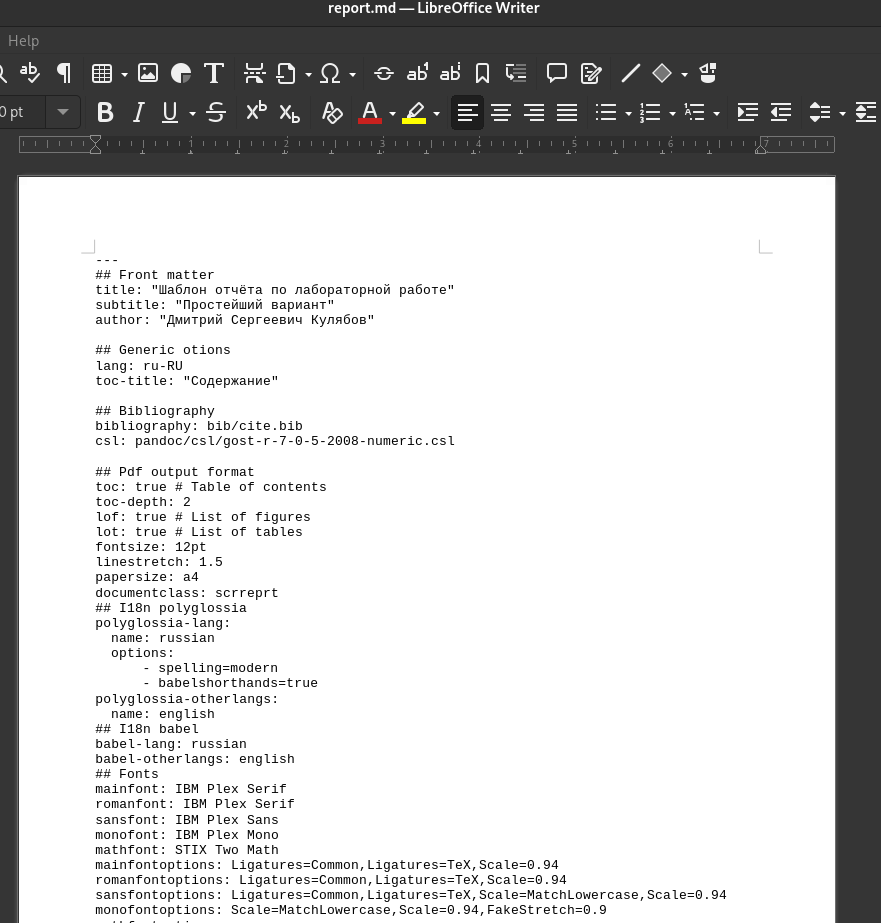 report.md — LibreOffice Writer
Help
0 pt
1 2 3 4 5 6 7
---
## Front matter
title: "Шаблон отчёта по лабораторной работе"
subtitle: "Простейший вариант"
author: "Дмитрий Сергеевич Кулябов"
## Generic otions
lang: ru-RU
toc-title: "Содержание"
## Bibliography
bibliography: bib/cite.bib
csl: pandoc/csl/gost-r-7-0-5-2008-numeric.csl
## Pdf output format
toc: true # Table of contents
toc-depth: 2
lof: true # List of figures
lot: true # List of tables
fontsize: 12pt
linestretch: 1.5
papersize: a4
documentclass: scrreprt
## I18n polyglossia
polyglossia-lang:
  name: russian
  options:
      - spelling=modern
      - babelshorthands=true
polyglossia-otherlangs:
  name: english
## I18n babel
babel-lang: russian
babel-otherlangs: english
## Fonts
mainfont: IBM Plex Serif
romanfont: IBM Plex Serif
sansfont: IBM Plex Sans
monofont: IBM Plex Mono
mathfont: STIX Two Math
mainfontoptions: Ligatures=Common,Ligatures=TeX,Scale=0.94
romanfontoptions: Ligatures=Common,Ligatures=TeX,Scale=0.94
sansfontoptions: Ligatures=Common,Ligatures=TeX,Scale=MatchLowercase,Scale=0.94
monofontoptions: Scale=MatchLowercase,Scale=0.94,FakeStretch=0.9